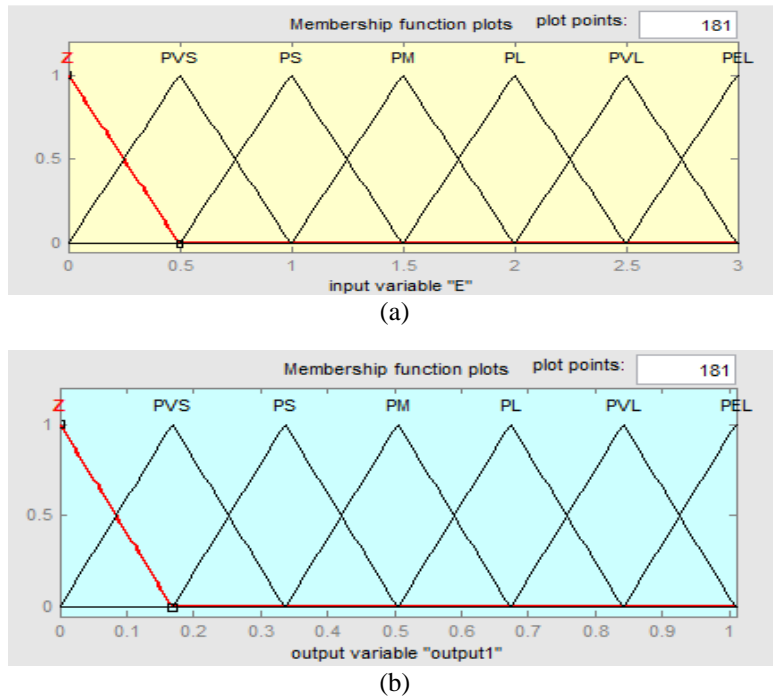 Membership function plots plot points: 181
Z PVS PS PM PL PVL PEL
1
0.5
0
0 0.5 1 1.5 2 2.5 3
input variable "E"
(a)
Membership function plots plot points: 181
Z PVS PS PM PL PVL PEL
1
0.5
0
0 0.1 0.2 0.3 0.4 0.5 0.6 0.7 0.8 0.9 1
output variable "output1"
(b)